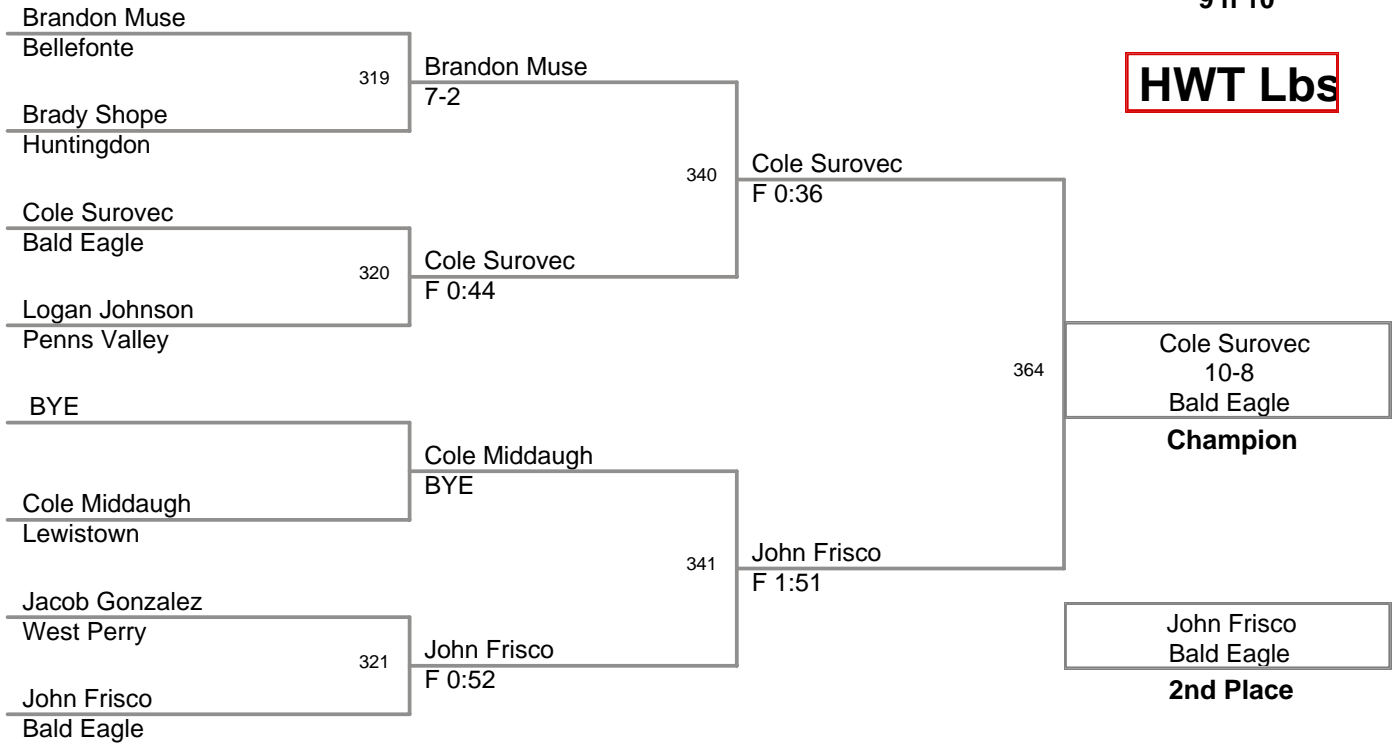 9 n 10
HWT Lbs
Brandon Muse
Bellefonte
319
Brady Shope
Huntingdon
Brandon Muse
7-2
340
Cole Surovec
Bald Eagle
320
Logan Johnson
Penns Valley
Cole Surovec
F 0:44
Cole Surovec
F 0:36
364
BYE
Cole Middaugh
Lewistown
Cole Middaugh
BYE
341
Jacob Gonzalez
West Perry
321
John Frisco
Bald Eagle
John Frisco
F 0:52
John Frisco
F 1:51
Cole Surovec
10-8
Bald Eagle
Champion
John Frisco
Bald Eagle
2nd Place